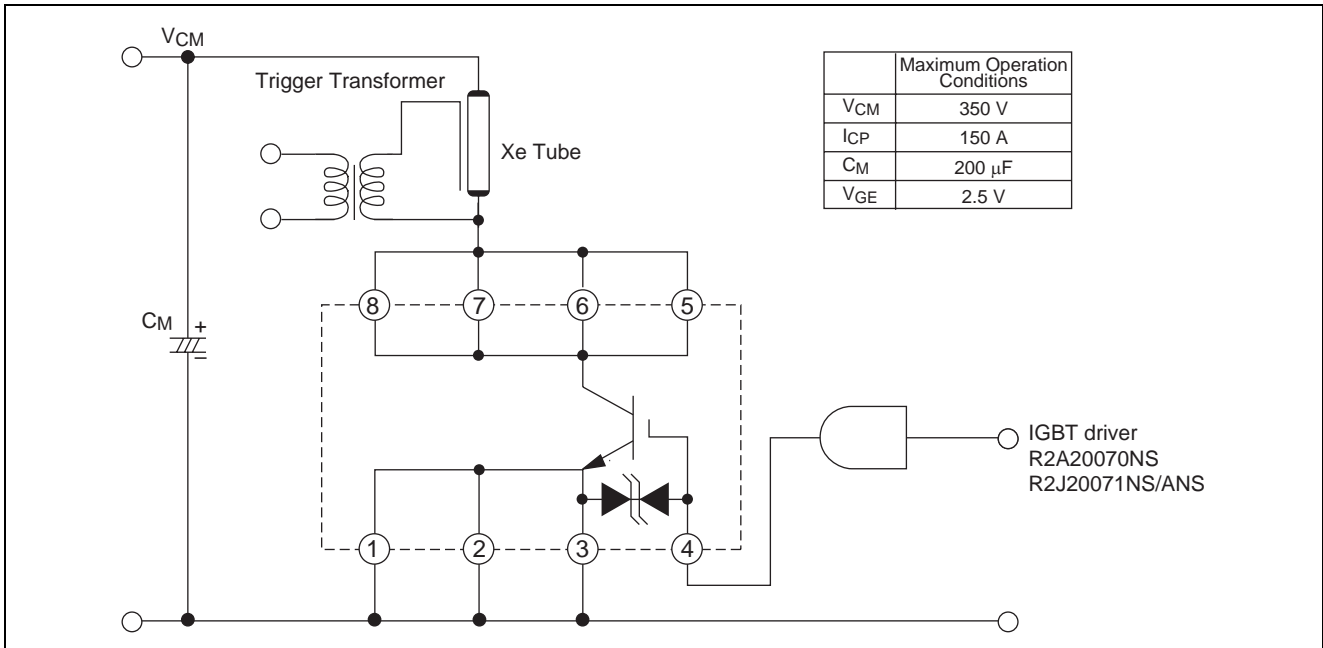 VCM
Trigger Transformer
Xe Tube
Maximum Operation
Conditions
VCM 350 V
ICP 150 A
CM 200 μF
VGE 2.5 V
8 7 6 5
CM +
–
IGBT driver
R2A20070NS
R2J20071NS/ANS
1 2 3 4